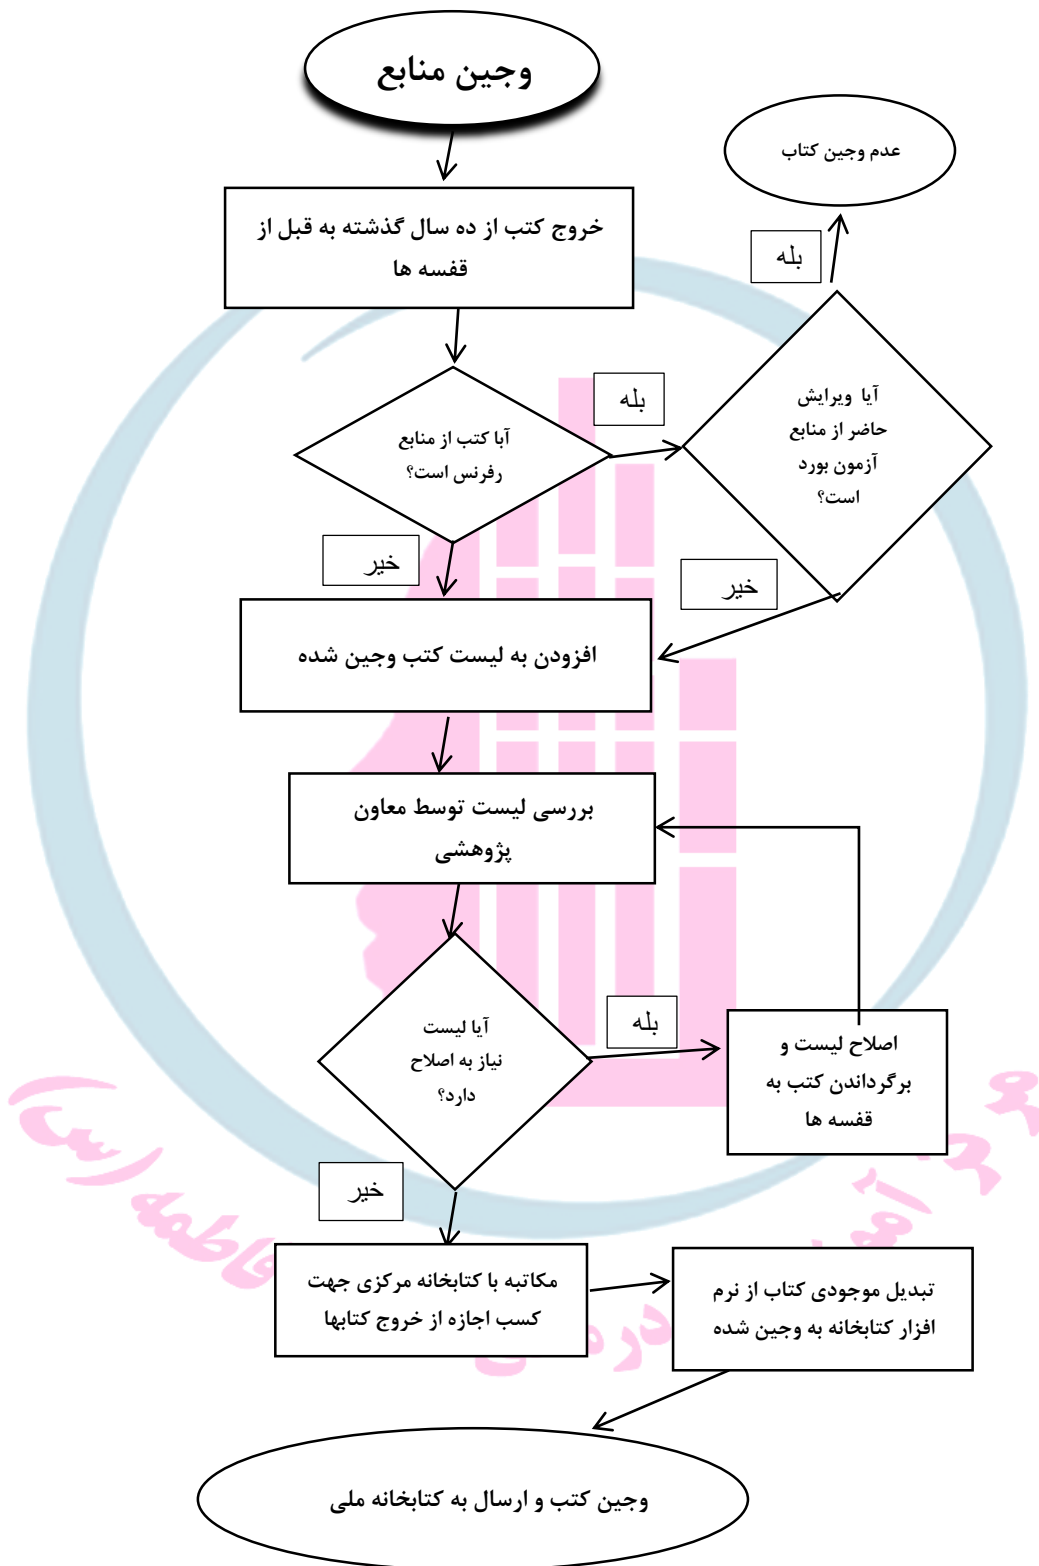 وجین منابع
عدم وجین کتاب
خروج کتب از ده سال گذشته به قبل از
قفسه ها
بله
بله
آیا ویرایش
حاضر از منابع
آزمون بورد
است؟
آبا کتب از منابع
رفرنس است؟
خیر
خیر
افزودن به لیست کتب وجین شده
بررسی لیست توسط معاون
پژوهشی
آیا لیست
نیاز به اصلاح
دارد؟
بله
اصلاح لیست و
برگرداندن کتب به
قفسه ها
خیر
مکاتبه با کتابخانه مرکزی جهت
کسب اجازه از خروج کتابها
تبدیل موجودی کتاب از نرم
افزار کتابخانه به وجین شده
وجین کتب و ارسال به کتابخانه ملی
فاطمه (س)